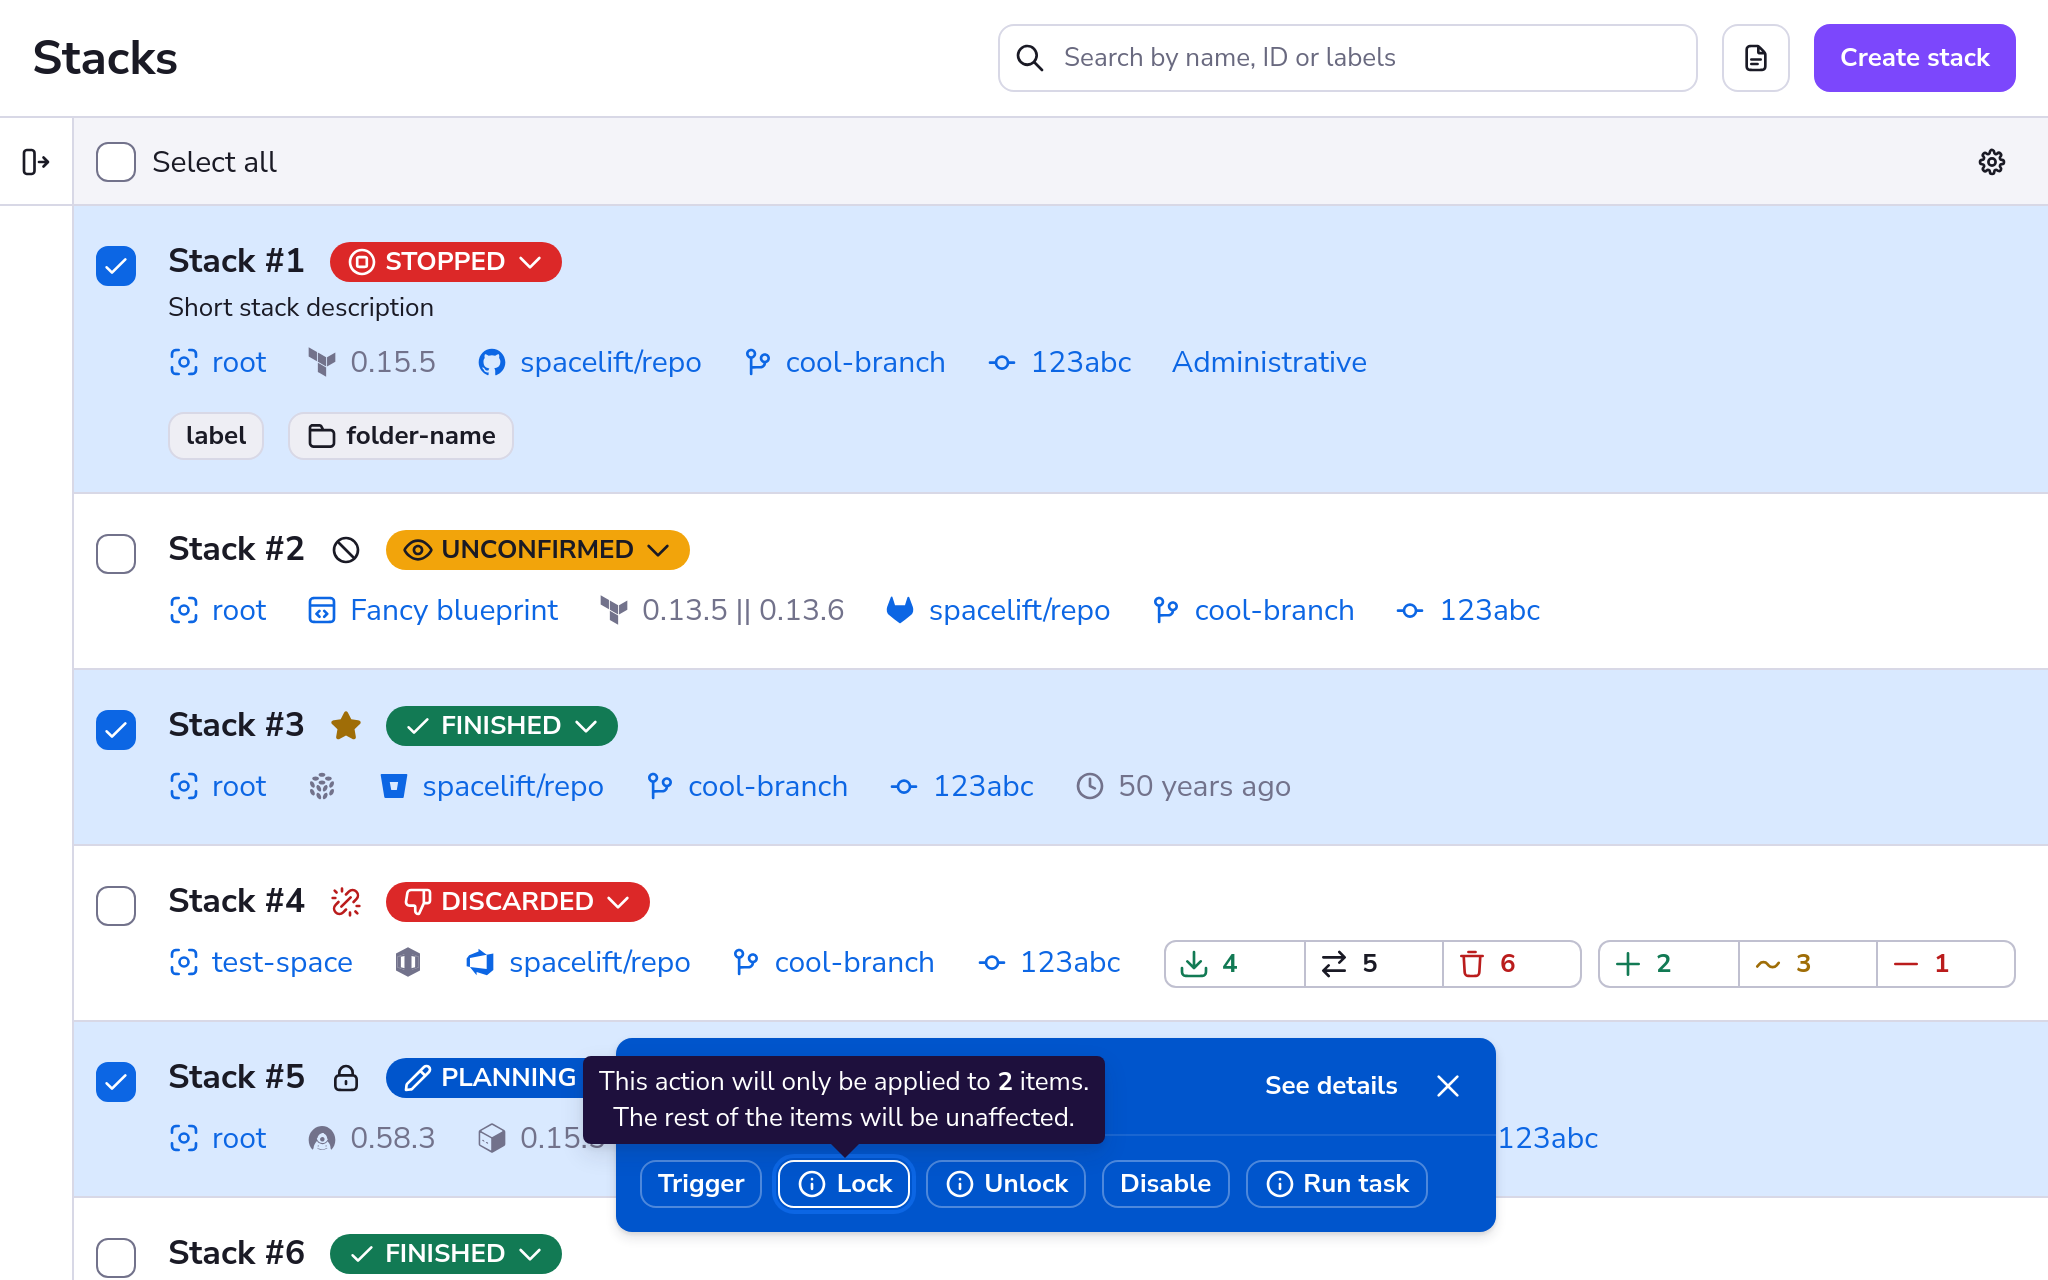 Stacks
Search by name, ID or labels
Create stack
Select all
Stack #1 STOPPED
Short stack description
root 0.15.5 spacelift/repo cool-branch 123abc Administrative
label folder-name
Stack #2 UNCONFIRMED
root Fancy blueprint 0.13.5 || 0.13.6 spacelift/repo cool-branch 123abc
Stack #3 FINISHED
root spacelift/repo cool-branch 123abc 50 years ago
Stack #4 DISCARDED
test-space spacelift/repo cool-branch 123abc 4 5 6 2 3 1
Stack #5 PLANNING
This action will only be applied to 2 items.
The rest of the items will be unaffected.
See details
root 0.58.3 123abc
Trigger Lock Unlock Disable Run task
Stack #6 FINISHED